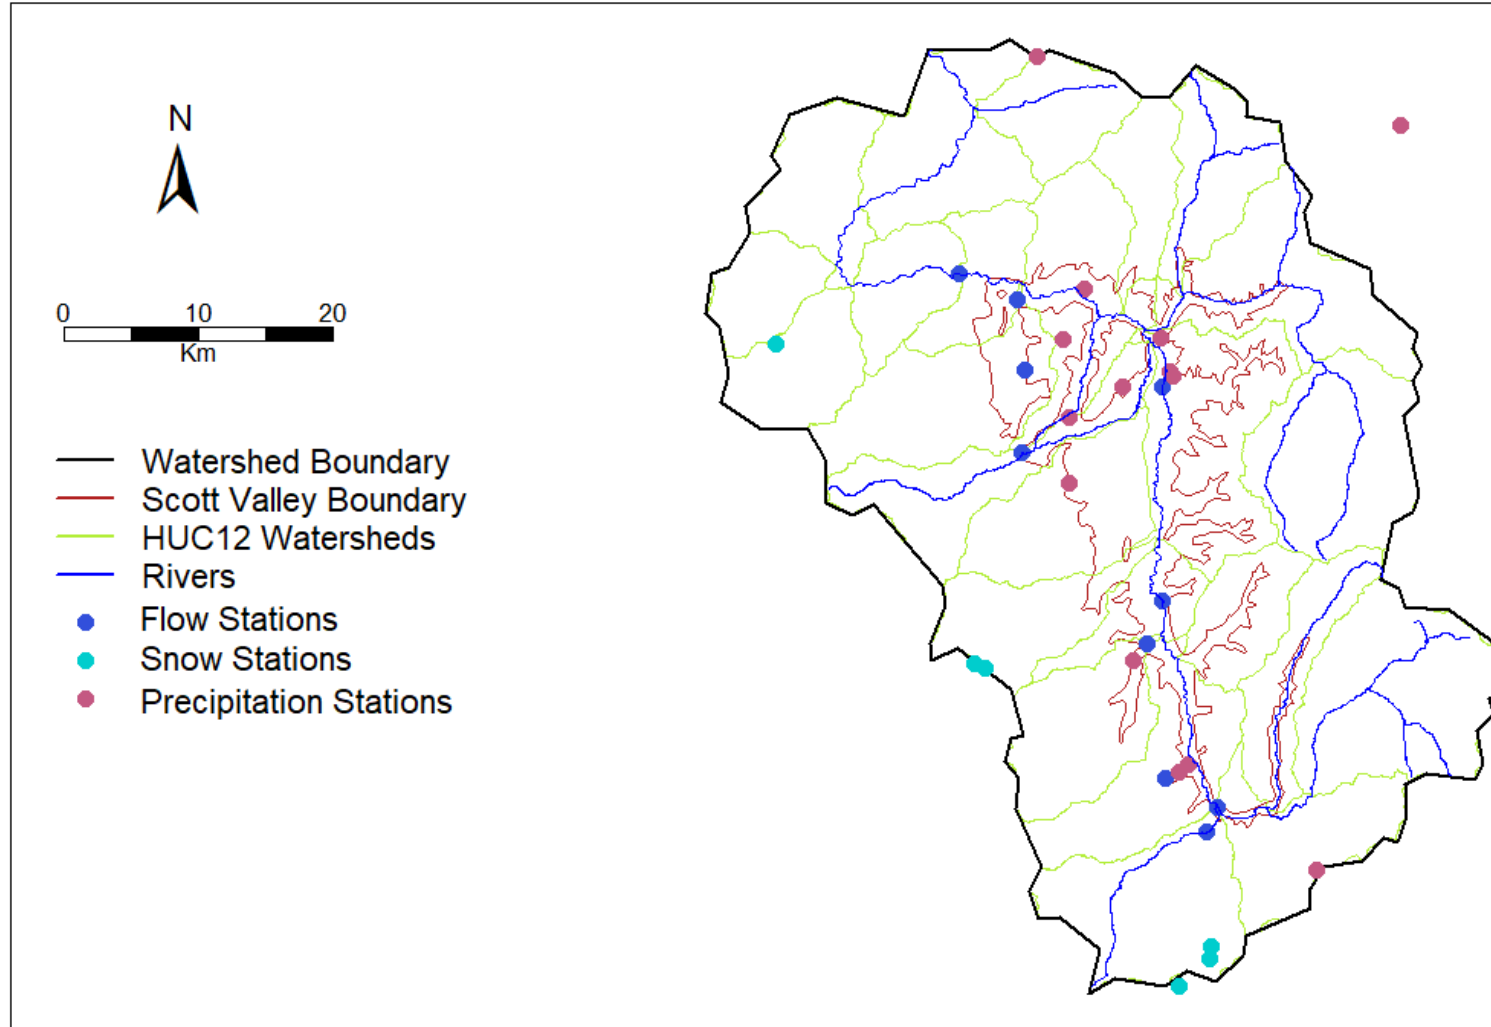 N
0 10 20
Km
Watershed Boundary
Scott Valley Boundary
HUC12 Watersheds
Rivers
Flow Stations
Snow Stations
Precipitation Stations